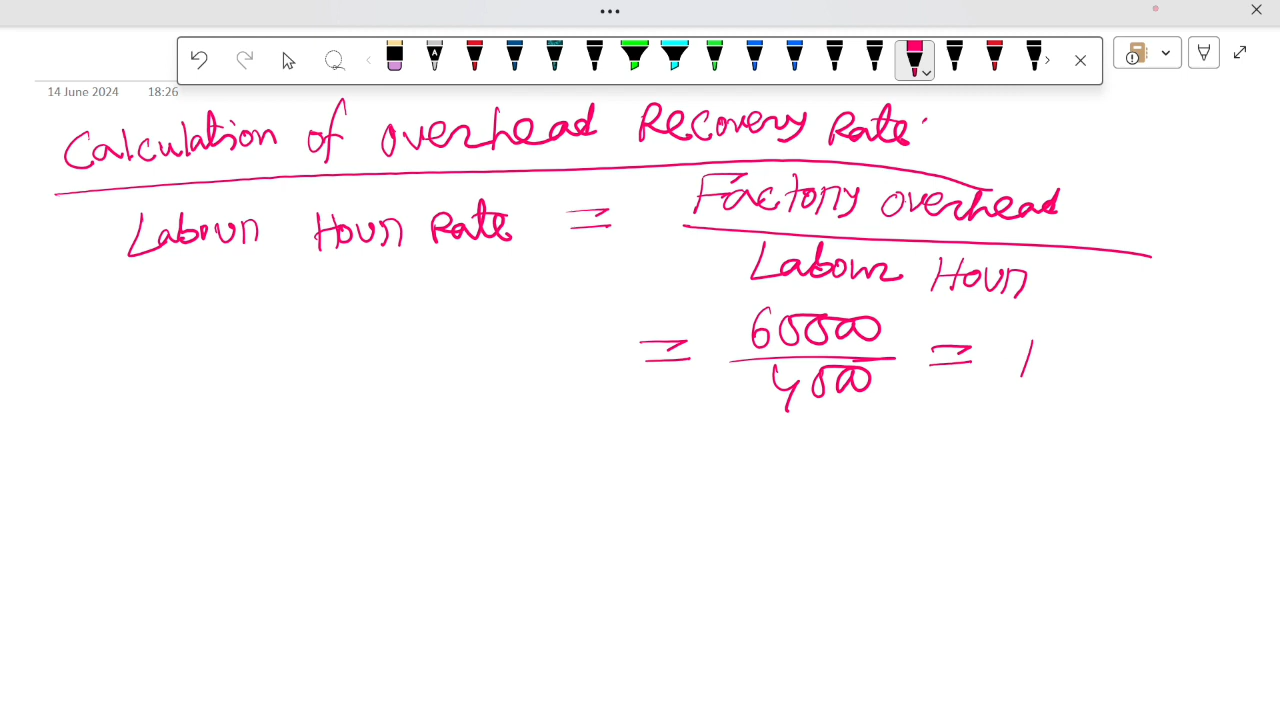 14 June 2024 18:26
Calculation of overhead Recovery Rate.
Labour Hour Rate = Factory overhead
Labour Hour
= 60000 / 4000 = 1